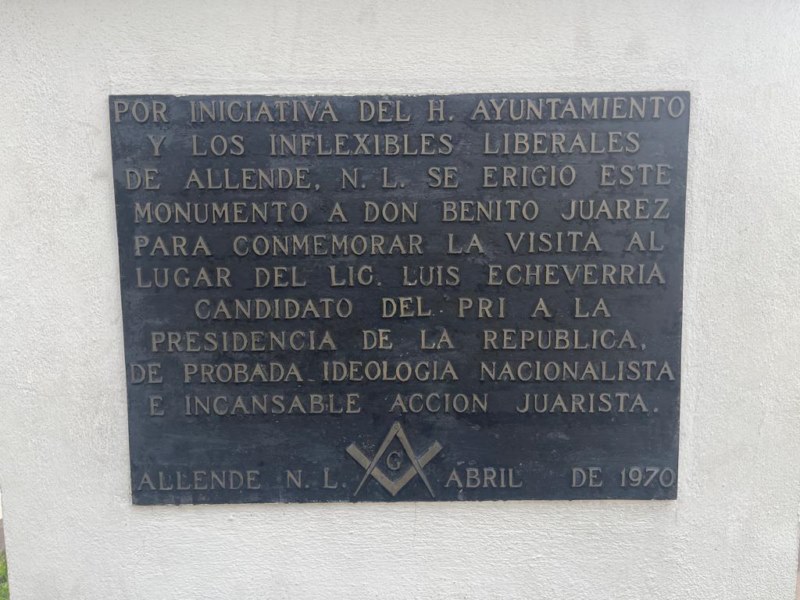 POR INICIATIVA DEL H. AYUNTAMIENTO
Y LOS INFLEXIBLES LIBERALES
DE ALLENDE, N. L. SE ERIGIO ESTE
MONUMENTO A DON BENITO JUAREZ
PARA CONMEMORAR LA VISITA AL
LUGAR DEL LIC. LUIS ECHEVERRIA
CANDIDATO DEL PRI A LA
PRESIDENCIA DE LA REPUBLICA,
DE PROBADA IDEOLOGIA NACIONALISTA
E INCANSABLE ACCION JUARISTA.
G
ALLENDE N. L. ABRIL DE 1970